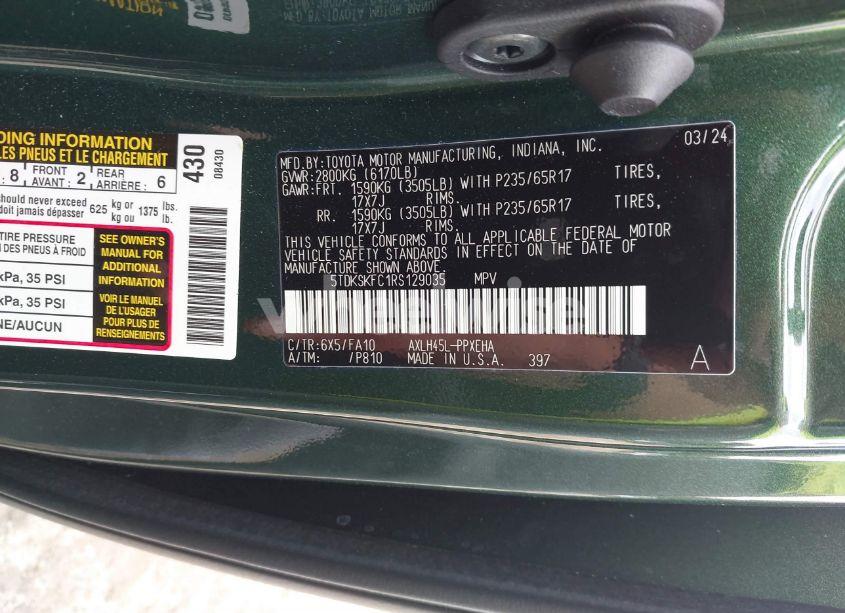 DING INFORMATION
LES PNEUS ET LE CHARGEMENT
8 FRONT AVANT: 2 REAR ARRIÈRE: 6
should never exceed 625 kg or 1375 lbs.
doit jamais dépasser kg ou lb.
TIRE PRESSURE
DES PNEUS À FROID
kPa, 35 PSI
kPa, 35 PSI
NE/AUCUN
SEE OWNER'S
MANUAL FOR
ADDITIONAL
INFORMATION
VOIR LE MANUEL
DE L'USAGER
POUR PLUS DE
RENSEIGNEMENTS
430
08430
MFD.BY:TOYOTA MOTOR MANUFACTURING, INDIANA, INC. 03/24
GVWR:2800KG (6170LB)
GAWR:FRT. 1590KG (3505LB) WITH P235/65R17 TIRES,
17X7J RIMS.
RR. 1590KG (3505LB) WITH P235/65R17 TIRES,
17X7J RIMS.
THIS VEHICLE CONFORMS TO ALL APPLICABLE FEDERAL MOTOR
VEHICLE SAFETY STANDARDS IN EFFECT ON THE DATE OF
MANUFACTURE SHOWN ABOVE.
5TDKSKFC1RS129035 MPV
C/TR:6X5/FA10 AXLH45L-PPXEHA
A/TM: /P810 MADE IN U.S.A. 397 A